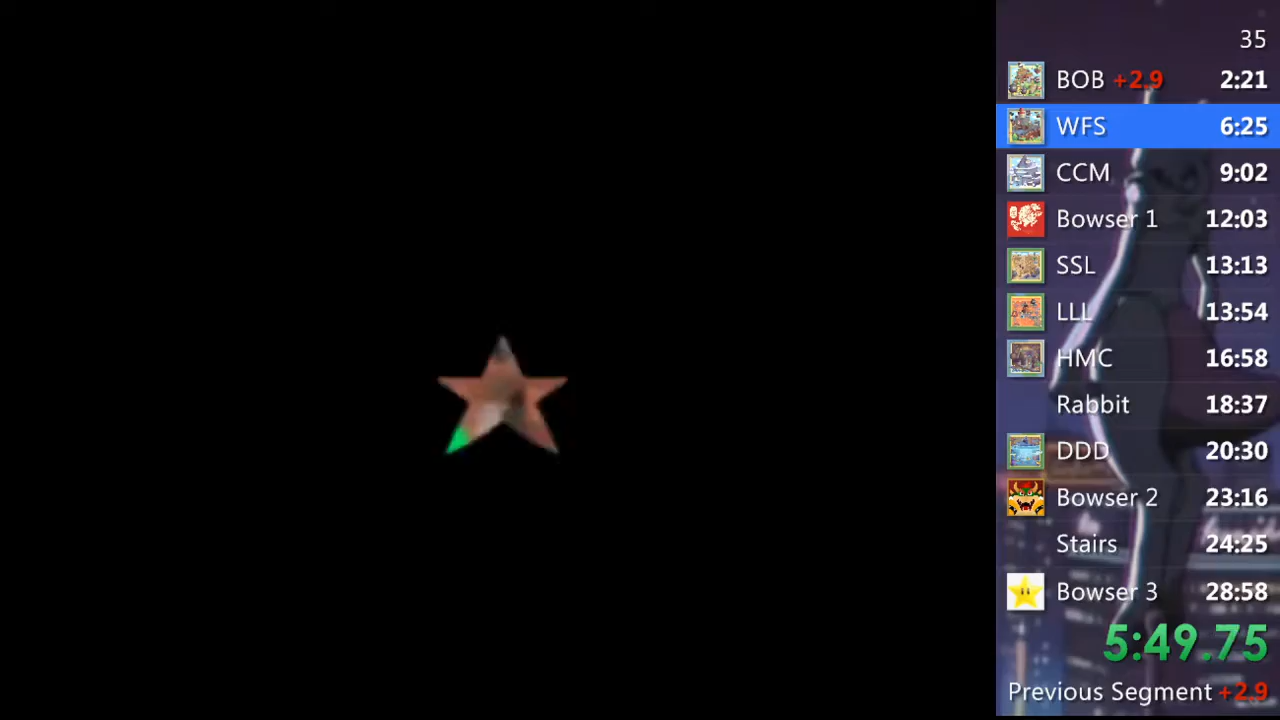 35
BOB +2.9 2:21
WFS 6:25
CCM 9:02
Bowser 1 12:03
SSL 13:13
LLL 13:54
HMC 16:58
Rabbit 18:37
DDD 20:30
Bowser 2 23:16
Stairs 24:25
Bowser 3 28:58
5:49.75
Previous Segment +2.9